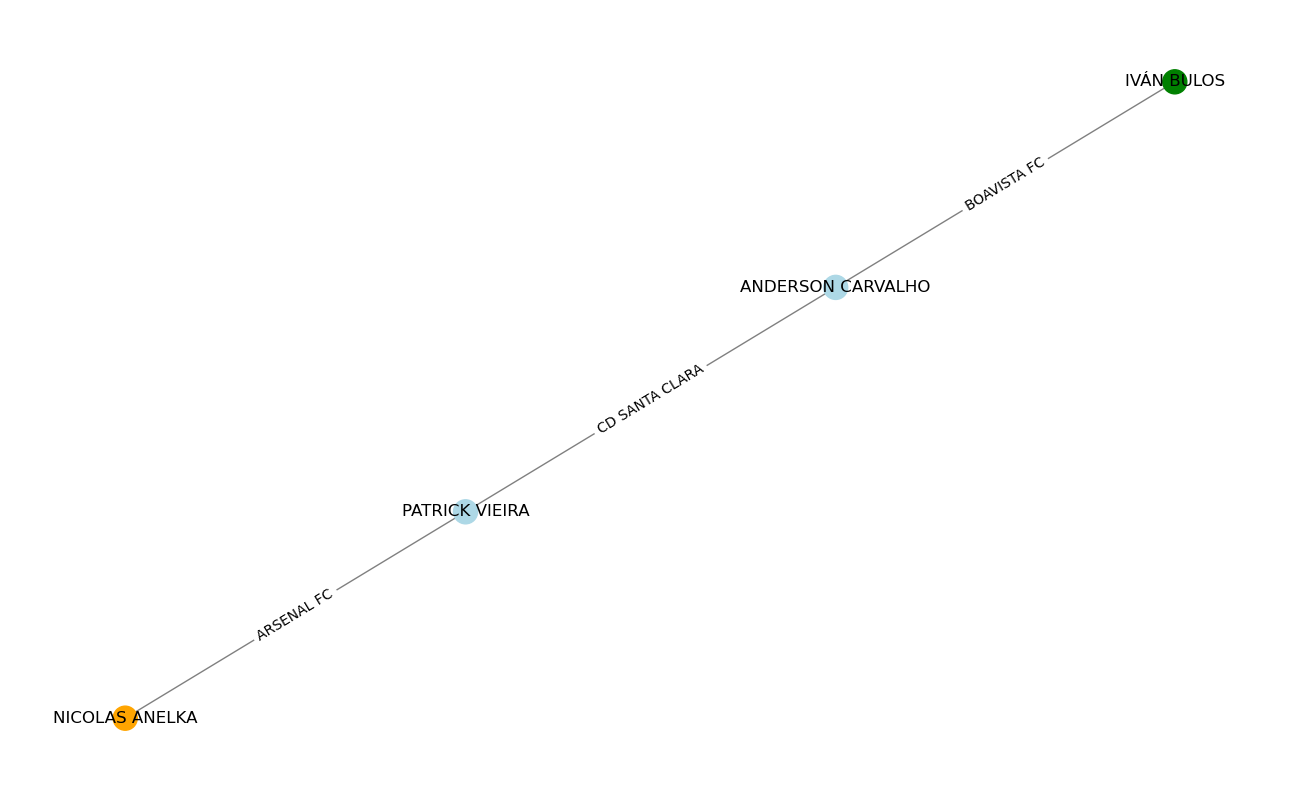 IVÁN BULOS
BOAVISTA FC
ANDERSON CARVALHO
CD SANTA CLARA
PATRICK VIEIRA
ARSENAL FC
NICOLAS ANELKA